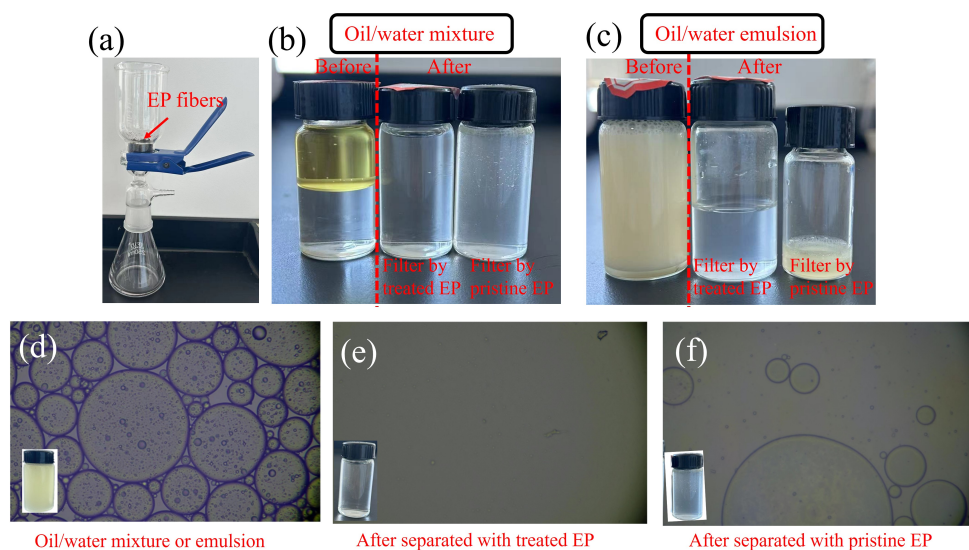 (a)
EP fibers
(b)
Oil/water mixture
Before
After
Filter by
treated EP
Filter by
pristine EP
(c)
Oil/water emulsion
Before
After
Filter by
treated EP
Filter by
pristine EP
(d)
Oil/water mixture or emulsion
(e)
After separated with treated EP
(f)
After separated with pristine EP